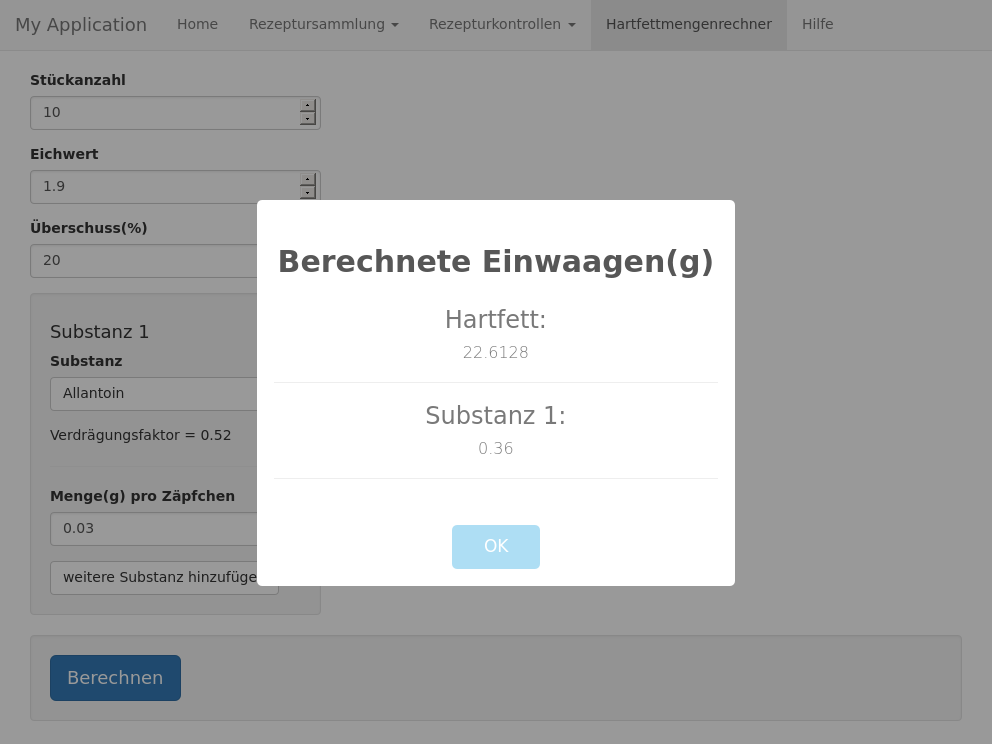 My Application Home Rezeptursammlung Rezepturkontrollen Hartfettmengenrechner Hilfe
Stückanzahl
10
Eichwert
1.9
Überschuss(%)
20
Substanz 1
Substanz
Allantoin
Verdrägungsfaktor = 0.52
Menge(g) pro Zäpfchen
0.03
weitere Substanz hinzufüge
Berechnen
Berechnete Einwaagen(g)
Hartfett:
22.6128
Substanz 1:
0.36
OK